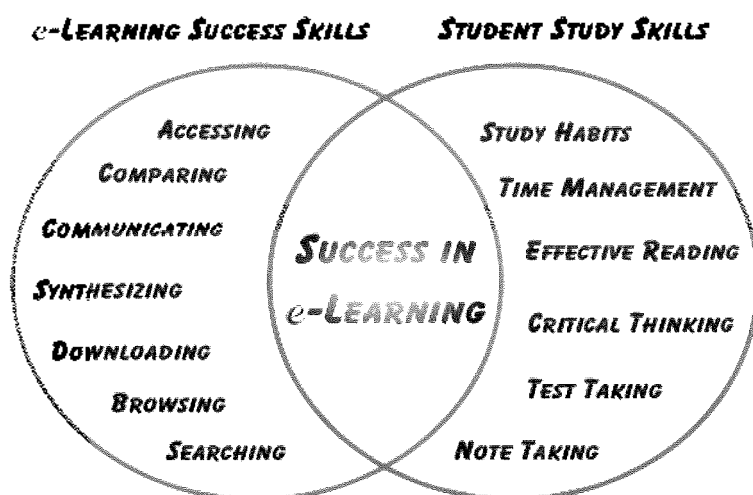 e-Learning Success Skills
Student Study Skills
Accessing
Comparing
Communicating
Synthesizing
Downloading
Browsing
Searching
Success in
e-Learning
Study Habits
Time Management
Effective Reading
Critical Thinking
Test Taking
Note Taking